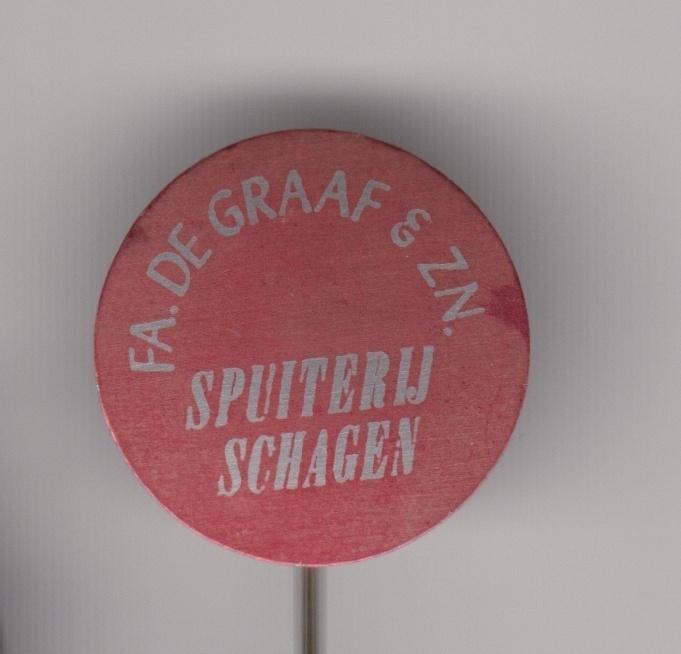 FA. DE GRAAF & ZN.
SPUITERIJ
SCHAGEN